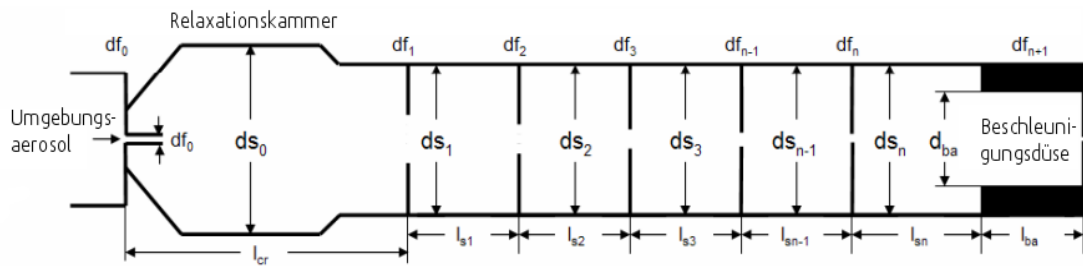 Relaxationskammer
df0
df1
df2
df3
dfn-1
dfn
dfn+1
Umgebungs-
aerosol
df0
ds0
ds1
ds2
ds3
dsn-1
dsn
dba
Beschleuni-
gungsdüse
lcr
ls1
ls2
ls3
lsn-1
lsn
lba